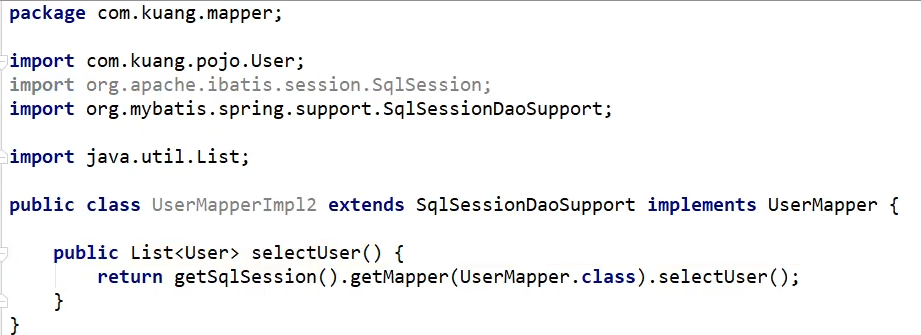 package com.kuang.mapper;
import com.kuang.pojo.User;
import org.apache.ibatis.session.SqlSession;
import org.mybatis.spring.support.SqlSessionDaoSupport;
import java.util.List;
public class UserMapperImpl2 extends SqlSessionDaoSupport implements UserMapper {
    public List<User> selectUser() {
        return getSqlSession().getMapper(UserMapper.class).selectUser();
    }
}